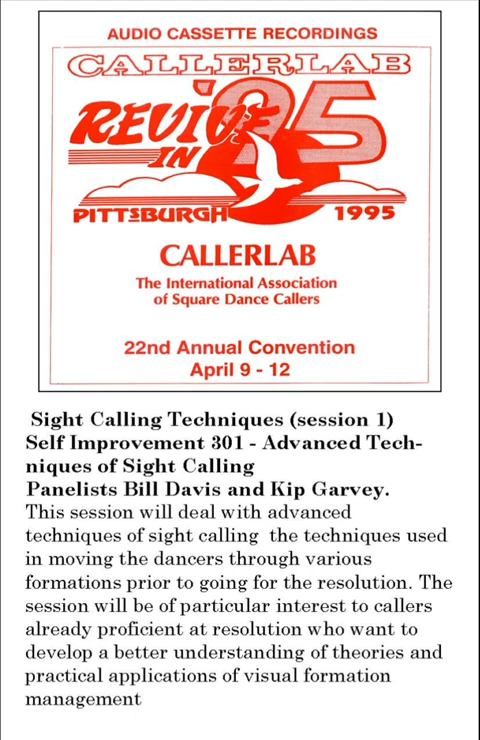 AUDIO CASSETTE RECORDINGS
CALLERLAB
REVIVE '95
IN
PITTSBURGH 1995
CALLERLAB
The International Association
of Square Dance Callers
22nd Annual Convention
April 9 - 12
Sight Calling Techniques (session 1)
Self Improvement 301 - Advanced Tech-
niques of Sight Calling
Panelists Bill Davis and Kip Garvey.
This session will deal with advanced
techniques of sight calling the techniques used
in moving the dancers through various
formations prior to going for the resolution. The
session will be of particular interest to callers
already proficient at resolution who want to
develop a better understanding of theories and
practical applications of visual formation
management